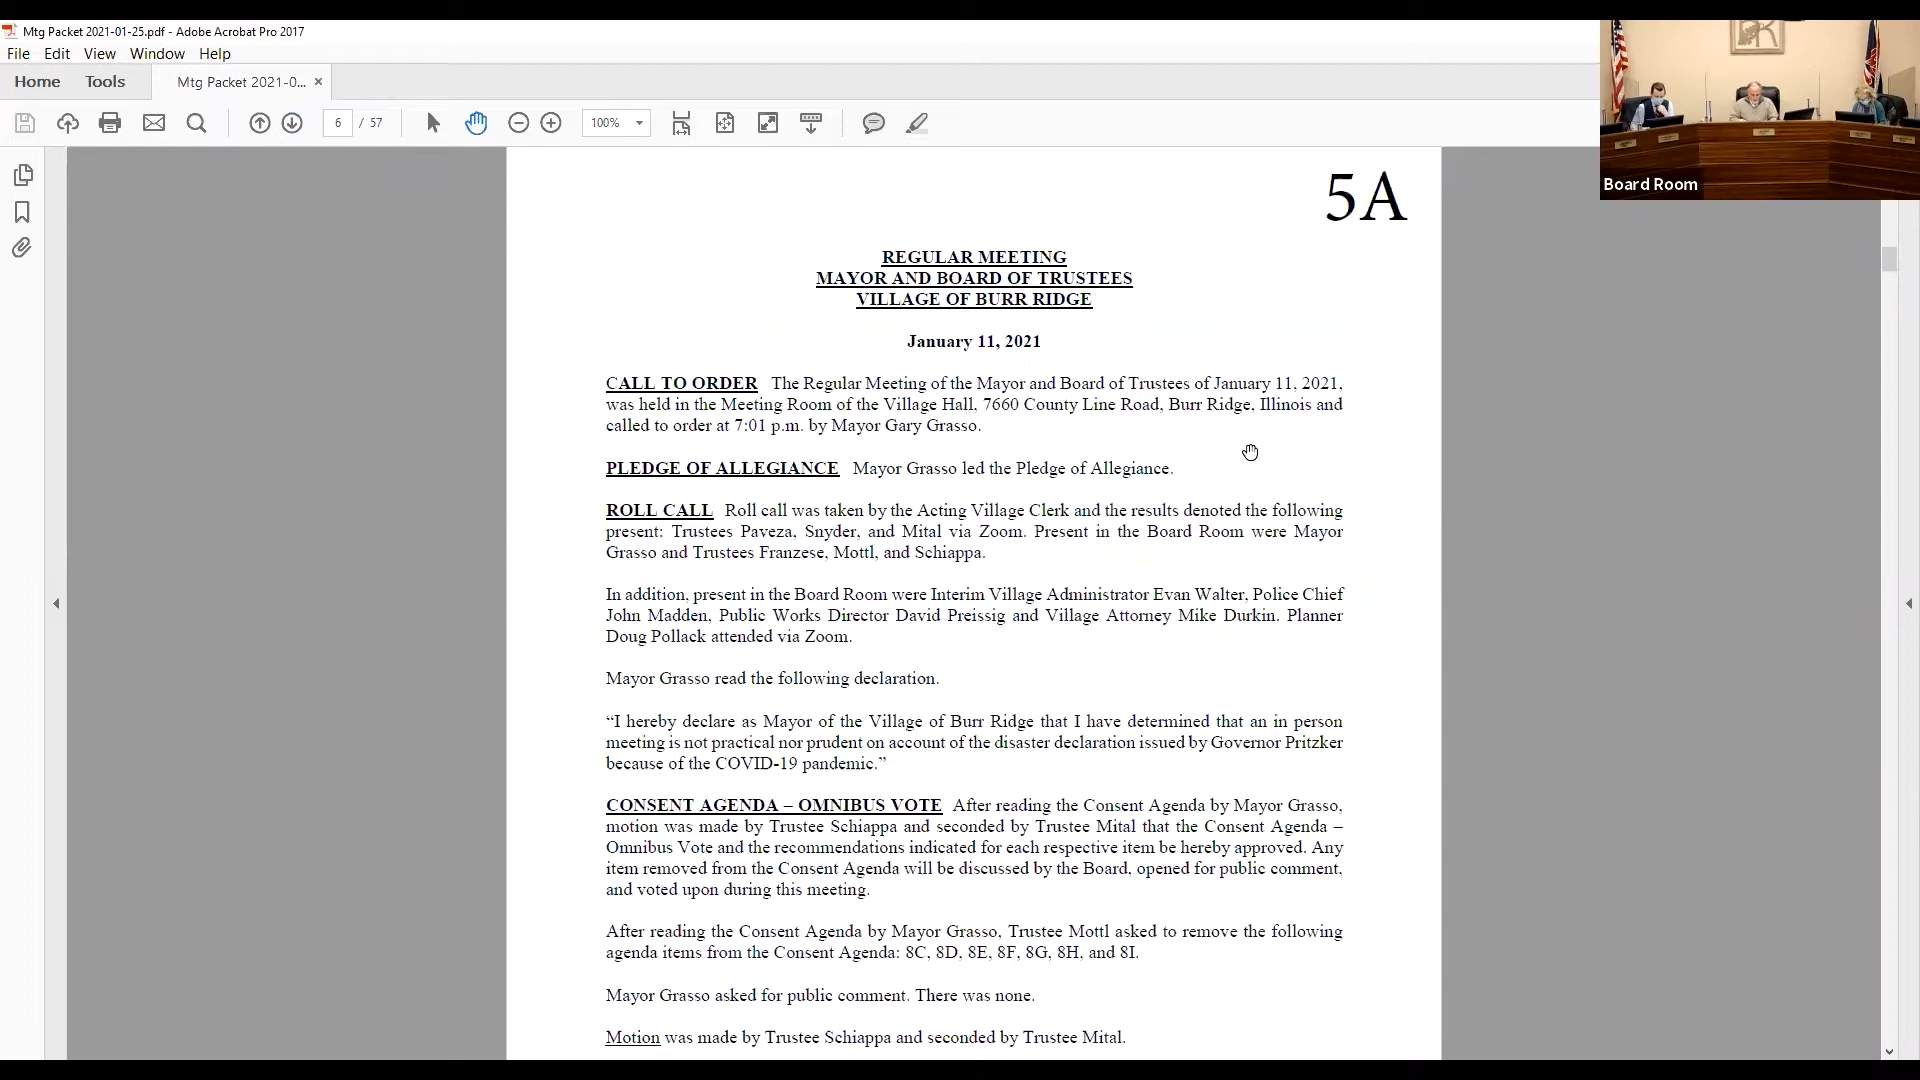 Mtg Packet 2021-01-25.pdf - Adobe Acrobat Pro 2017
File Edit View Window Help
Home Tools Mtg Packet 2021-0... ×
6 / 57 100%
Board Room
5A
REGULAR MEETING
MAYOR AND BOARD OF TRUSTEES
VILLAGE OF BURR RIDGE
January 11, 2021
CALL TO ORDER The Regular Meeting of the Mayor and Board of Trustees of January 11, 2021,
was held in the Meeting Room of the Village Hall, 7660 County Line Road, Burr Ridge, Illinois and
called to order at 7:01 p.m. by Mayor Gary Grasso.
PLEDGE OF ALLEGIANCE Mayor Grasso led the Pledge of Allegiance.
ROLL CALL Roll call was taken by the Acting Village Clerk and the results denoted the following
present: Trustees Paveza, Snyder, and Mital via Zoom. Present in the Board Room were Mayor
Grasso and Trustees Franzese, Mottl, and Schiappa.
In addition, present in the Board Room were Interim Village Administrator Evan Walter, Police Chief
John Madden, Public Works Director David Preissig and Village Attorney Mike Durkin. Planner
Doug Pollack attended via Zoom.
Mayor Grasso read the following declaration.
“I hereby declare as Mayor of the Village of Burr Ridge that I have determined that an in person
meeting is not practical nor prudent on account of the disaster declaration issued by Governor Pritzker
because of the COVID-19 pandemic.”
CONSENT AGENDA – OMNIBUS VOTE After reading the Consent Agenda by Mayor Grasso,
motion was made by Trustee Schiappa and seconded by Trustee Mital that the Consent Agenda –
Omnibus Vote and the recommendations indicated for each respective item be hereby approved. Any
item removed from the Consent Agenda will be discussed by the Board, opened for public comment,
and voted upon during this meeting.
After reading the Consent Agenda by Mayor Grasso, Trustee Mottl asked to remove the following
agenda items from the Consent Agenda: 8C, 8D, 8E, 8F, 8G, 8H, and 8I.
Mayor Grasso asked for public comment. There was none.
Motion was made by Trustee Schiappa and seconded by Trustee Mital.